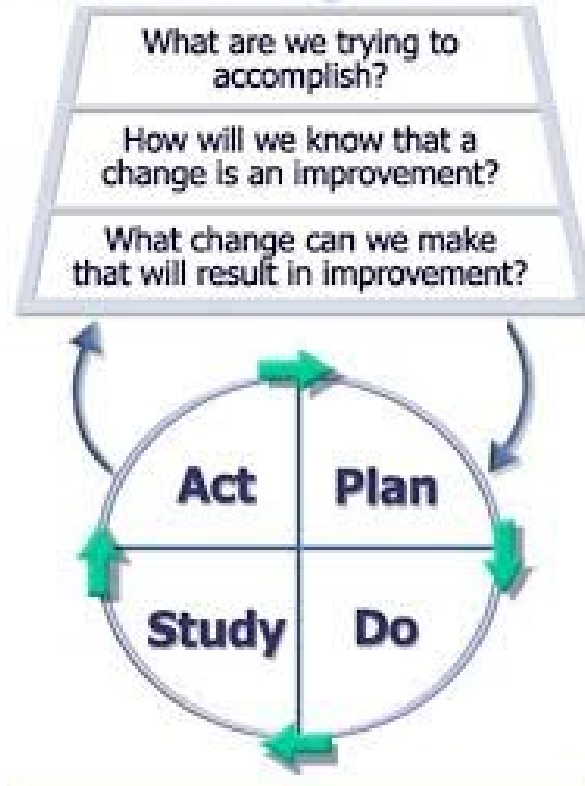 What are we trying to
accomplish?
How will we know that a
change is an improvement?
What change can we make
that will result in improvement?
Act Plan
Study Do